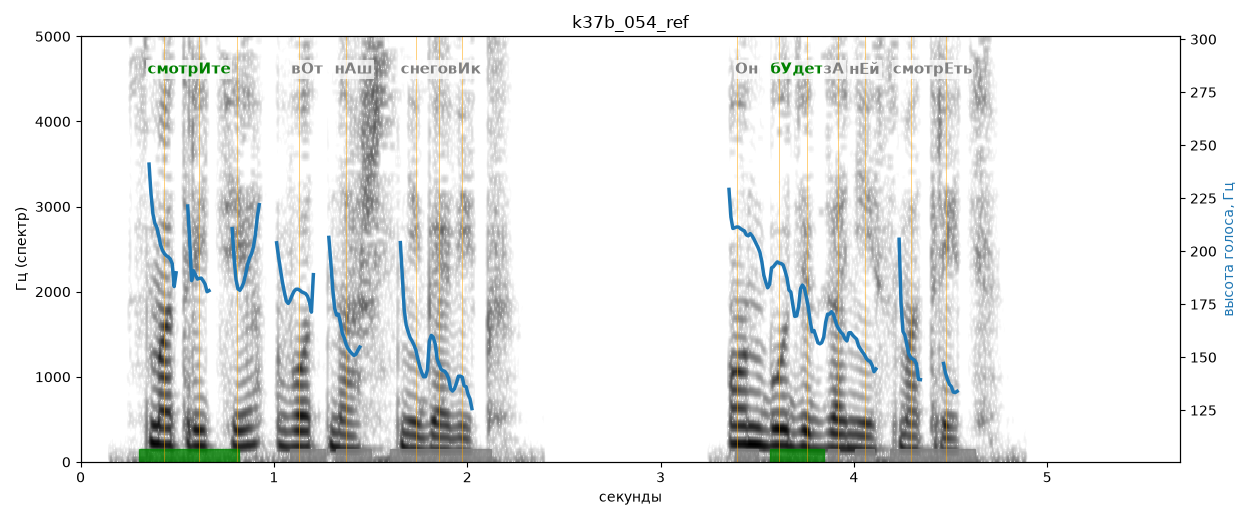 k37b_054_ref
смотрИте вОт нАш снеговИк Он бУдет зА нЕй смотрЕть
5000
4000
3000
2000
1000
0
Гц (спектр)
300
275
250
225
200
175
150
125
высота голоса, Гц
0 1 2 3 4 5
секунды